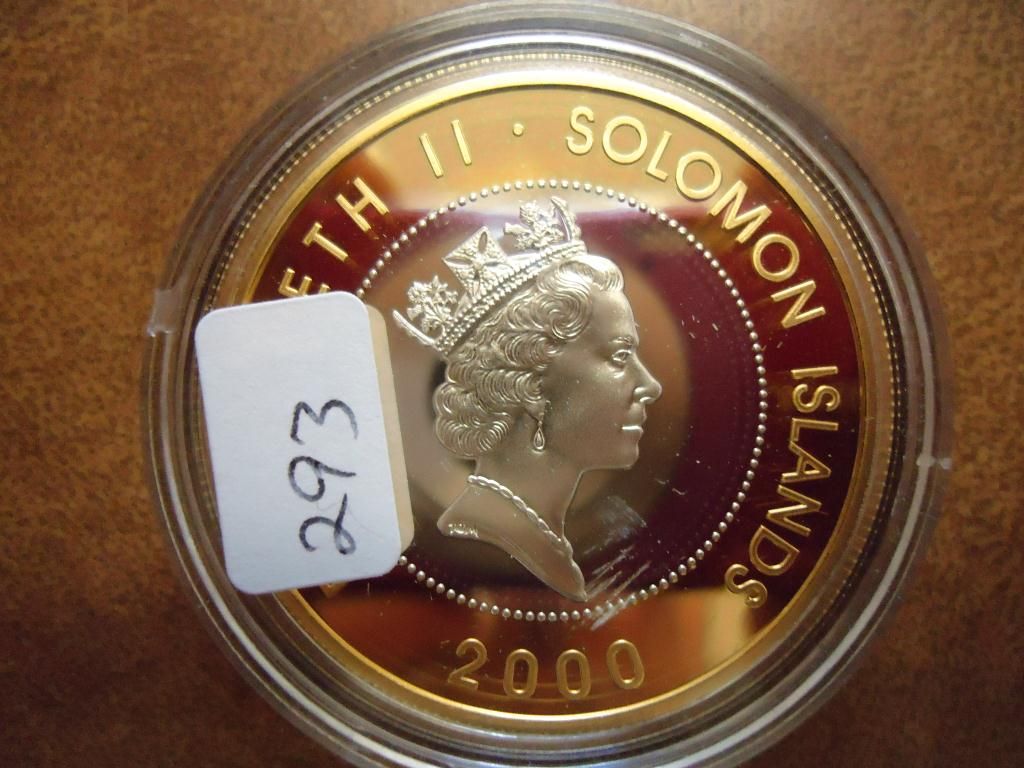 ETH II · SOLOMON ISLANDS
2000
293